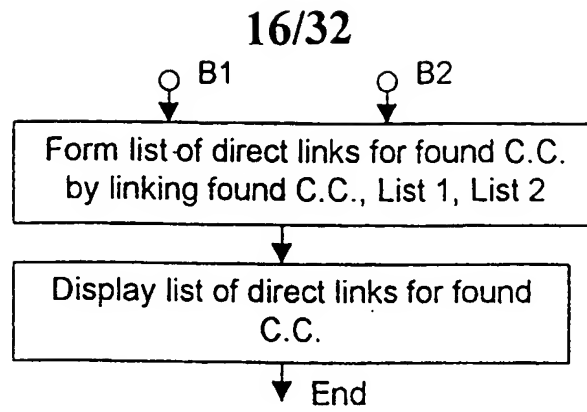 16/32
B1
B2
Form list of direct links for found C.C.
by linking found C.C., List 1, List 2
Display list of direct links for found
C.C.
End